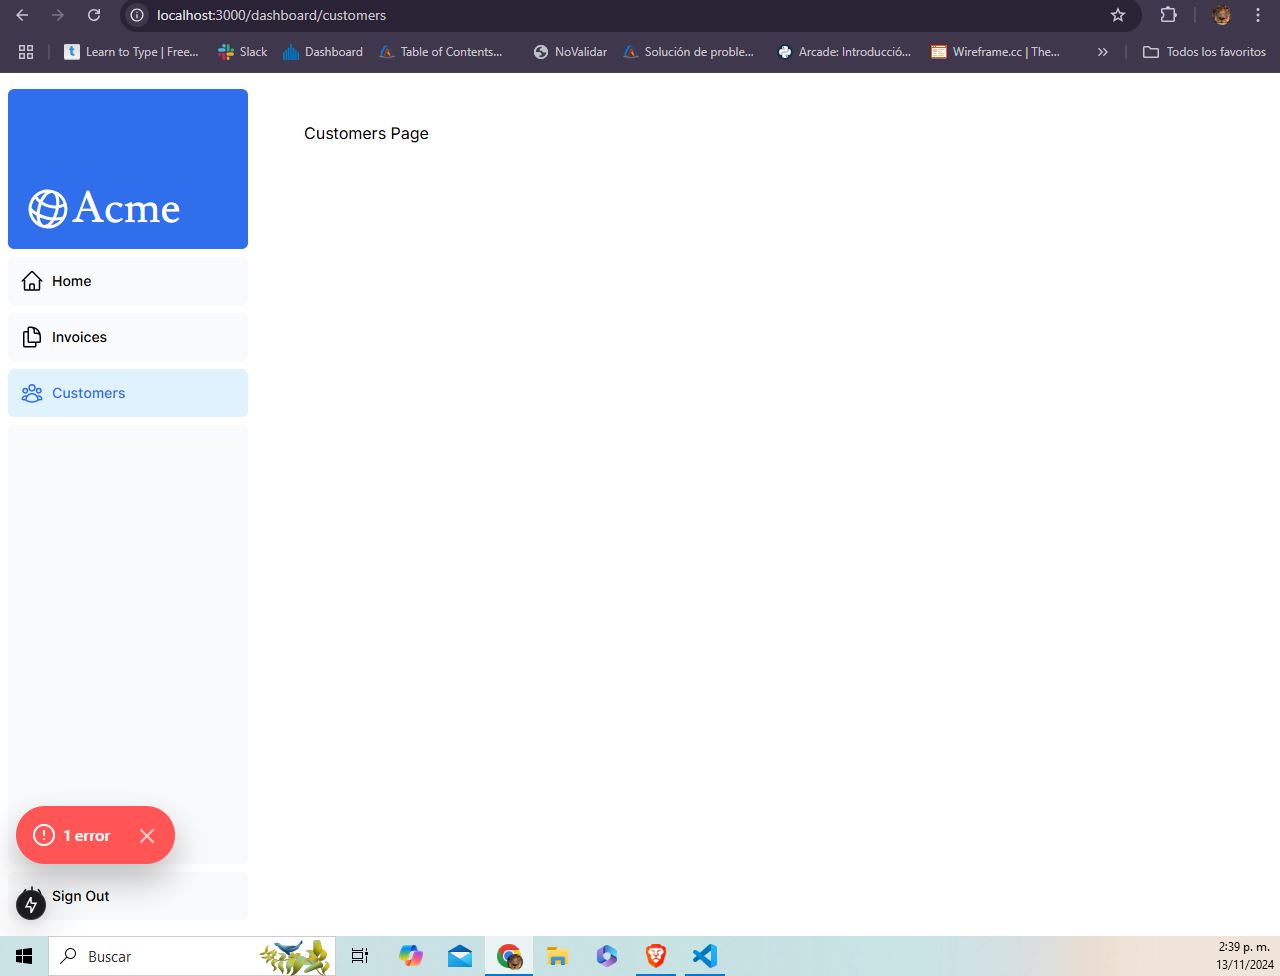 localhost:3000/dashboard/customers
Learn to Type | Free...
Slack
Dashboard
Table of Contents...
NoValidar
Solución de proble...
Arcade: Introducció...
Wireframe.cc | The...
»
Todos los favoritos
Acme
Customers Page
Home
Invoices
Customers
1 error
Sign Out
Buscar
2:39 p. m.
13/11/2024